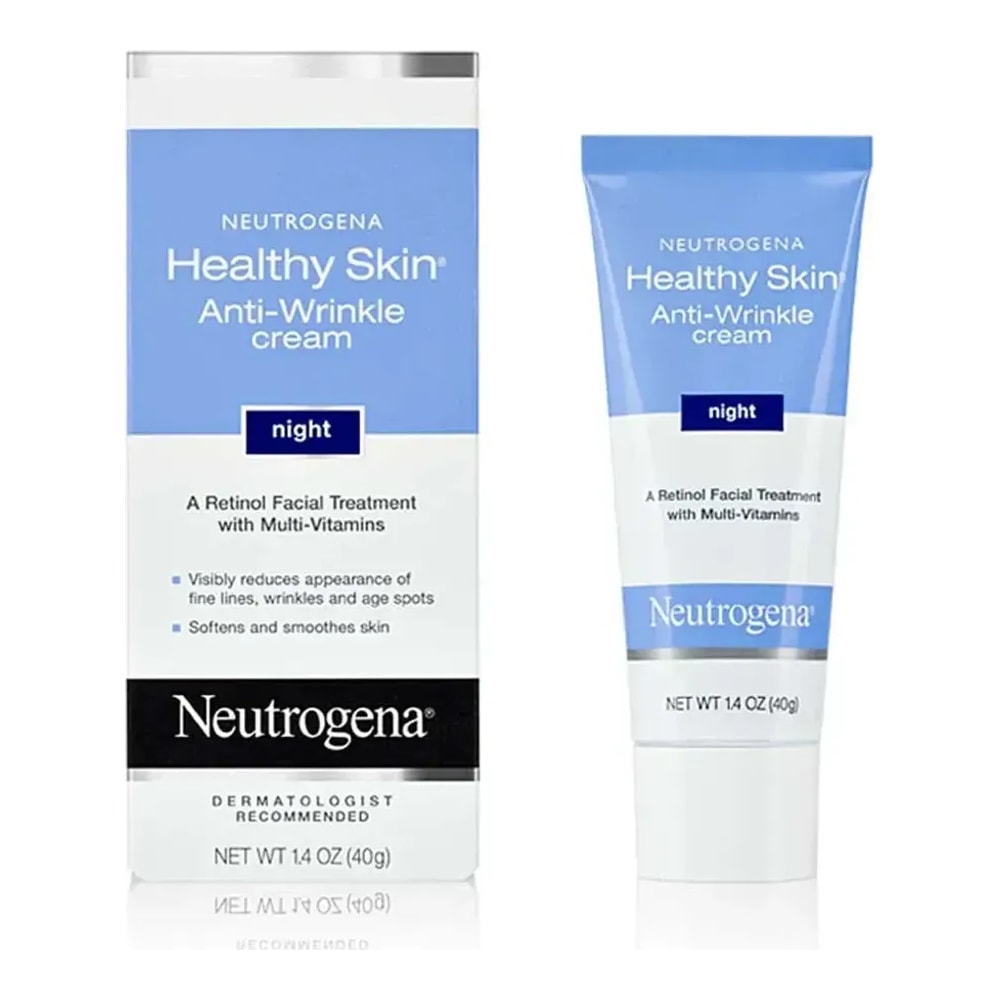 NEUTROGENA
Healthy Skin®
Anti-Wrinkle
cream
night
A Retinol Facial Treatment
with Multi-Vitamins
▪ Visibly reduces appearance of
fine lines, wrinkles and age spots
▪ Softens and smoothes skin
Neutrogena®
DERMATOLOGIST
RECOMMENDED
NET WT 1.4 OZ (40g)
NEUTROGENA
Healthy Skin®
Anti-Wrinkle
cream
night
A Retinol Facial Treatment
with Multi-Vitamins
Neutrogena®
NET WT 1.4 OZ (40g)